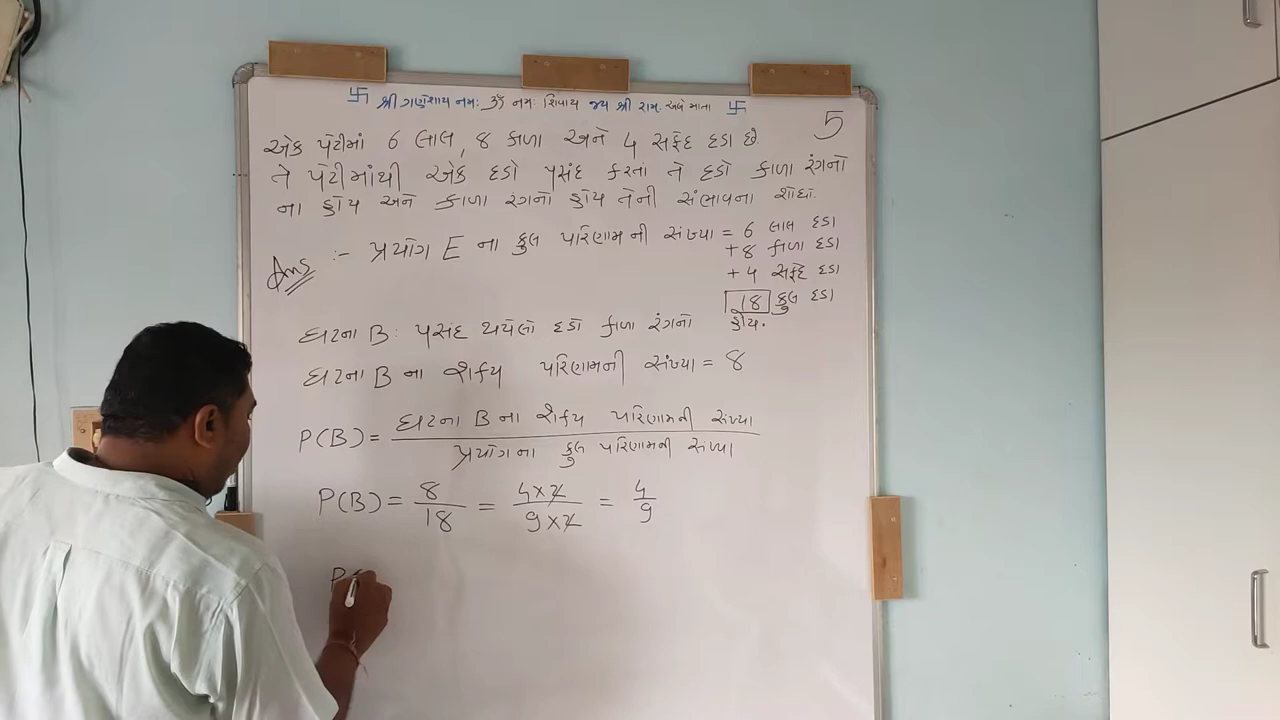 卐 શ્રી ગણેશાય નમઃ ૐ નમઃ શિવાય જય શ્રી રામ. અંબે માતા 卐
5
એક પેટીમાં 6 લાલ, 8 કાળા અને 4 સફેદ દડા છે.
તે પેટીમાંથી એક દડો પસંદ કરતાં તે દડો કાળા રંગનો
ના હોય અને કાળા રંગનો હોય તેની સંભાવના શોધો.
Ans :- પ્રયોગ E ના કુલ પરિણામની સંખ્યા = 6 લાલ દડા
+ 8 કાળા દડા
+ 4 સફેદ દડા
18 કુલ દડા
ઘટના B : પસંદ થયેલો દડો કાળા રંગનો હોય.
ઘટના B ના શક્ય પરિણામની સંખ્યા = 8
P(B) = ઘટના B ના શક્ય પરિણામની સંખ્યા / પ્રયોગના કુલ પરિણામની સંખ્યા
P(B) = 8/18 = 4×2/9×2 = 4/9
P(